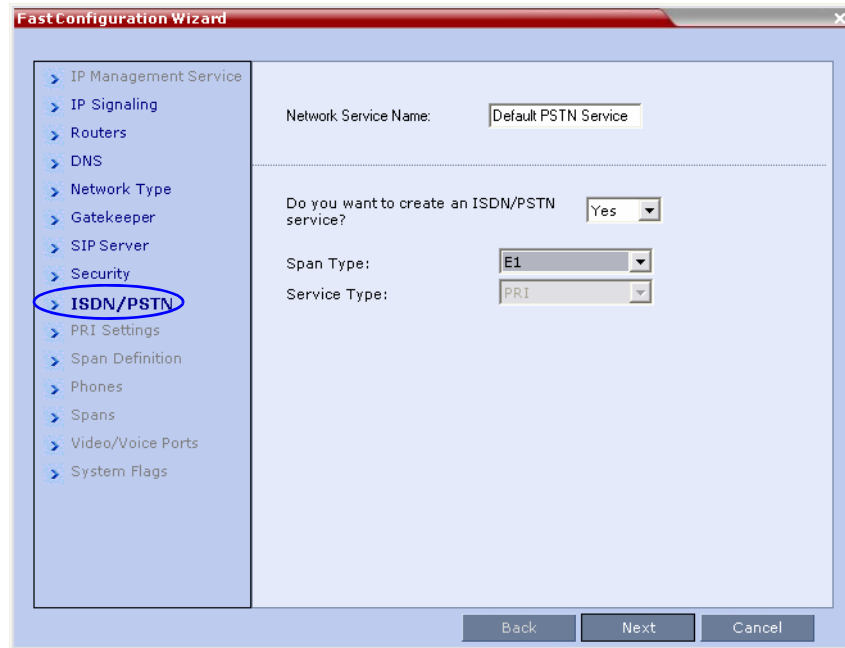 Fast Configuration Wizard
X
IP Management Service
IP Signaling
Routers
DNS
Network Type
Gatekeeper
SIP Server
Security
ISDN/PSTN
PRI Settings
Span Definition
Phones
Spans
Video/Voice Ports
System Flags
Network Service Name: Default PSTN Service
Do you want to create an ISDN/PSTN
service? Yes
Span Type: E1
Service Type: PRI
Back Next Cancel